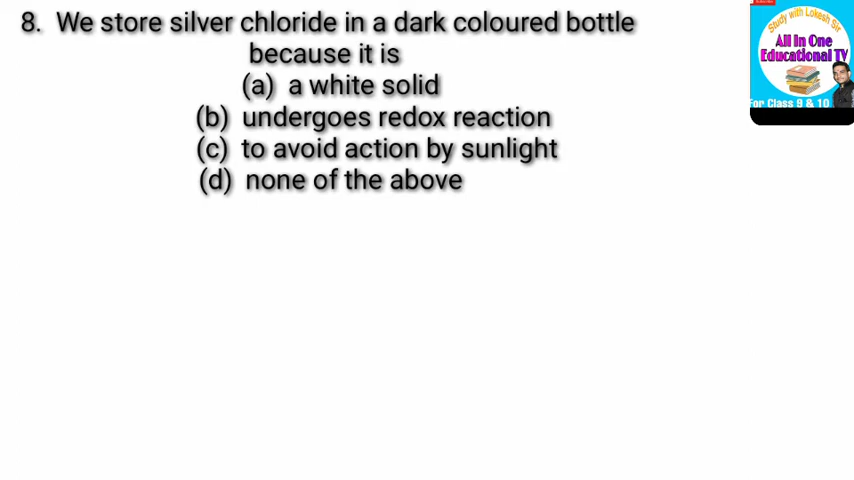 8. We store silver chloride in a dark coloured bottle
because it is
(a) a white solid
(b) undergoes redox reaction
(c) to avoid action by sunlight
(d) none of the above
Study with Lokesh Sir
All In One
Educational TV
For Class 9 & 10